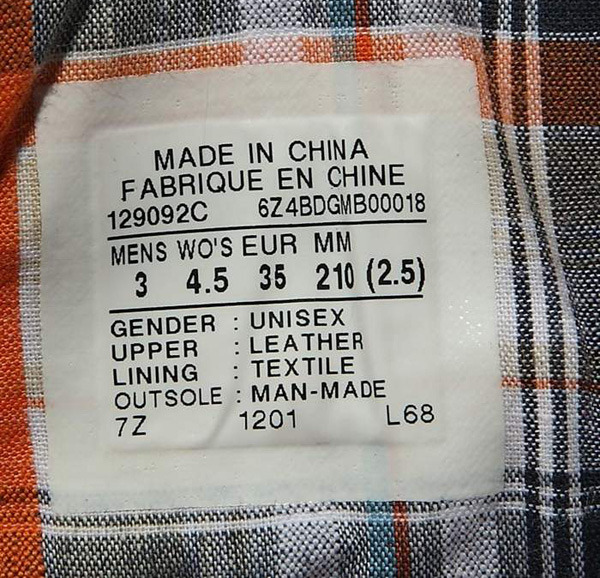 MADE IN CHINA
FABRIQUE EN CHINE
129092C 6Z4BDGMB00018
MENS WO'S EUR MM
3 4.5 35 210 (2.5)
GENDER : UNISEX
UPPER : LEATHER
LINING : TEXTILE
OUTSOLE : MAN-MADE
7Z 1201 L68